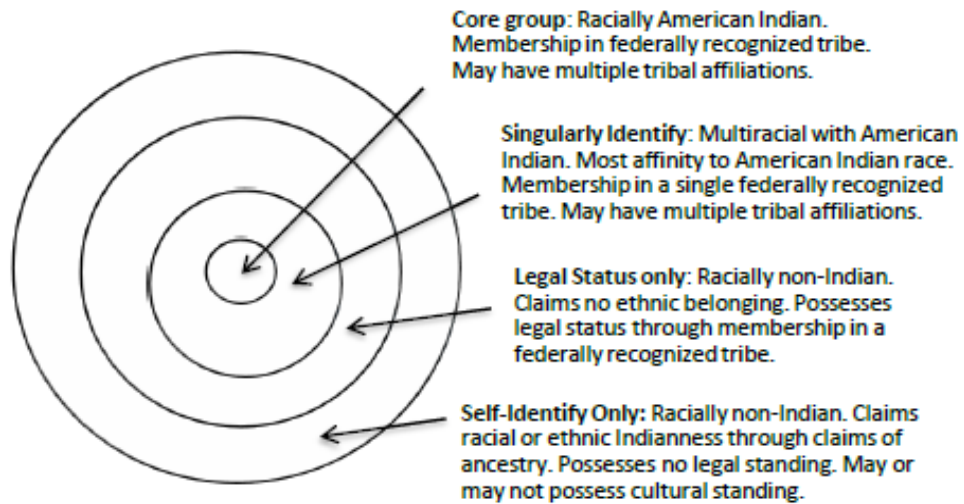 Core group: Racially American Indian.
Membership in federally recognized tribe.
May have multiple tribal affiliations.
Singularly Identify: Multiracial with American
Indian. Most affinity to American Indian race.
Membership in a single federally recognized
tribe. May have multiple tribal affiliations.
Legal Status only: Racially non-Indian.
Claims no ethnic belonging. Possesses
legal status through membership in a
federally recognized tribe.
Self-Identify Only: Racially non-Indian. Claims
racial or ethnic Indianness through claims of
ancestry. Possesses no legal standing. May or
may not possess cultural standing.